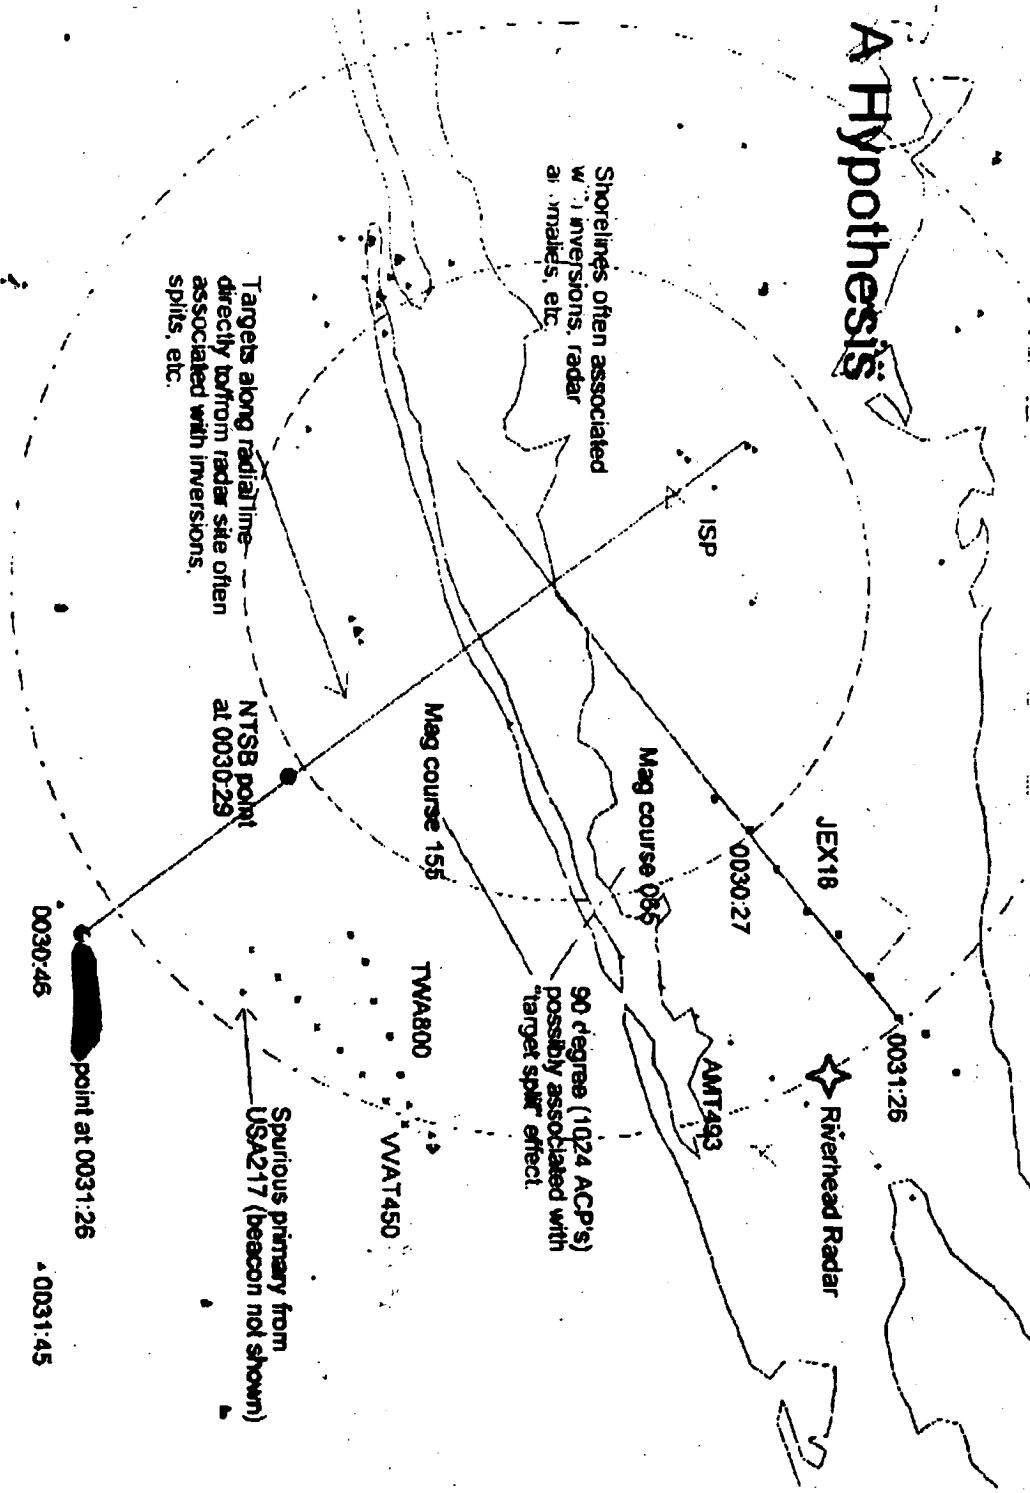 A Hypothesis
Shorelines often associated
inversions, radar
etc.
ISP
JEX18
0031:26
Riverhead Radar
0030:27
AMT493
Mag course 085
90 degree (1024 ACP's)
possibly associated with
"target split" effect.
Mag course 155
TWA800
WAT450
Targets along radial line
directly to/from radar site often
associated with inversions,
splits, etc.
NTSB point
at 0030:29
Spurious primary from
USA217 (beacon not shown)
0030:46
point at 0031:26
0031:45